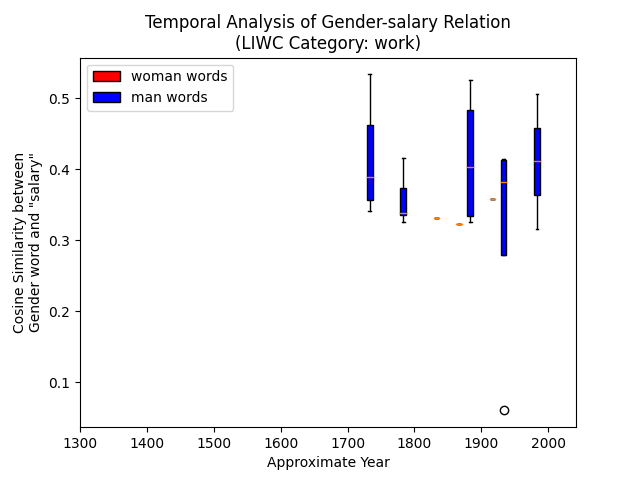 Temporal Analysis of Gender-salary Relation
(LIWC Category: work)
woman words
man words
Cosine Similarity between
Gender word and "salary"
0.5
0.4
0.3
0.2
0.1
1300 1400 1500 1600 1700 1800 1900 2000
Approximate Year